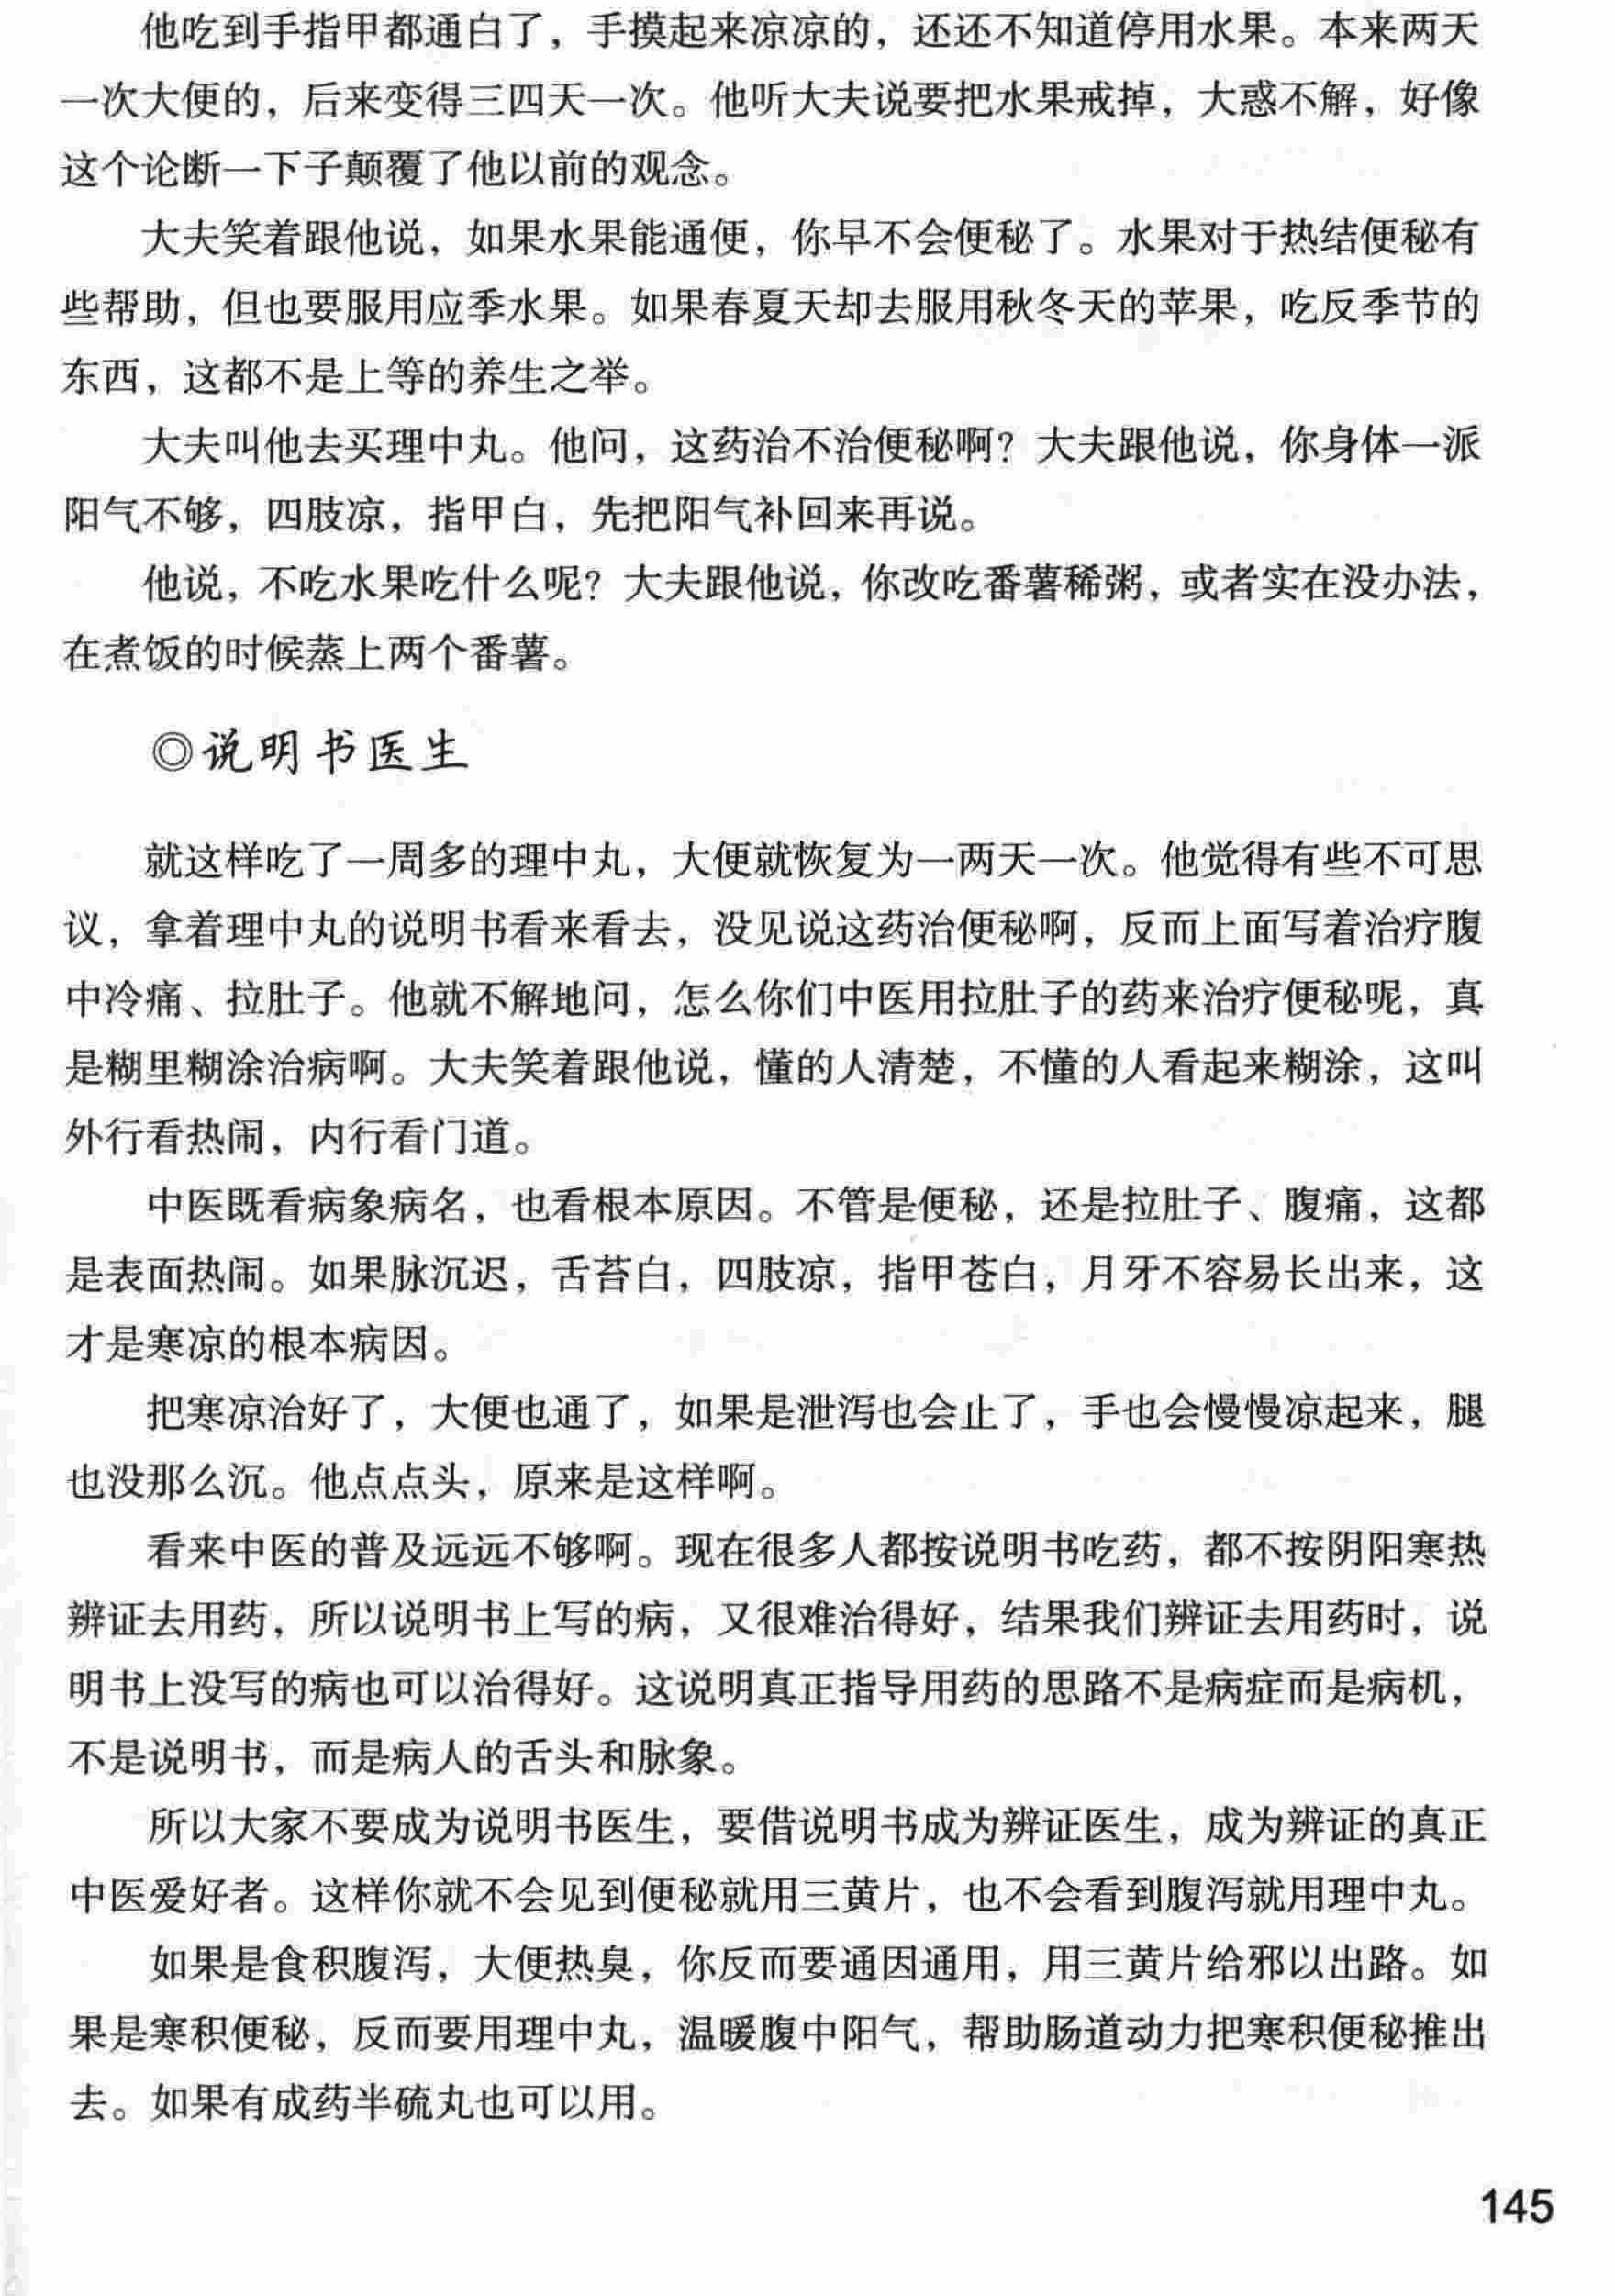 他吃到手指甲都通白了，手摸起来凉凉的，还还不知道停用水果。本来两天
一次大便的，后来变得三四天一次。他听大夫说要把水果戒掉，大惑不解，好像
这个论断一下子颠覆了他以前的观念。
大夫笑着跟他说，如果水果能通便，你早不会便秘了。水果对于热结便秘有
些帮助，但也要服用应季水果。如果春夏天却去服用秋冬天的苹果，吃反季节的
东西，这都不是上等的养生之举。
大夫叫他去买理中丸。他问，这药治不治便秘啊？大夫跟他说，你身体一派
阳气不够，四肢凉，指甲白，先把阳气补回来再说。
他说，不吃水果吃什么呢？大夫跟他说，你改吃番薯稀粥，或者实在没办法，
在煮饭的时候蒸上两个番薯。
◎说明书医生
就这样吃了一周多的理中丸，大便就恢复为一两天一次。他觉得有些不可思
议，拿着理中丸的说明书看来看去，没见说这药治便秘啊，反而上面写着治疗腹
中冷痛、拉肚子。他就不解地问，怎么你们中医用拉肚子的药来治疗便秘呢，真
是糊里糊涂治病啊。大夫笑着跟他说，懂的人清楚，不懂的人看起来糊涂，这叫
外行看热闹，内行看门道。
中医既看病象病名，也看根本原因。不管是便秘，还是拉肚子、腹痛，这都
是表面热闹。如果脉沉迟，舌苔白，四肢凉，指甲苍白，月牙不容易长出来，这
才是寒凉的根本病因。
把寒凉治好了，大便也通了，如果是泄泻也会止了，手也会慢慢凉起来，腿
也没那么沉。他点点头，原来是这样啊。
看来中医的普及远远不够啊。现在很多人都按说明书吃药，都不按阴阳寒热
辨证去用药，所以说明书上写的病，又很难治得好，结果我们辨证去用药时，说
明书上没写的病也可以治得好。这说明真正指导用药的思路不是病症而是病机，
不是说明书，而是病人的舌头和脉象。
所以大家不要成为说明书医生，要借说明书成为辨证医生，成为辨证的真正
中医爱好者。这样你就不会见到便秘就用三黄片，也不会看到腹泻就用理中丸。
如果是食积腹泻，大便热臭，你反而要通因通用，用三黄片给邪以出路。如
果是寒积便秘，反而要用理中丸，温暖腹中阳气，帮助肠道动力把寒积便秘推出
去。如果有成药半硫丸也可以用。
145